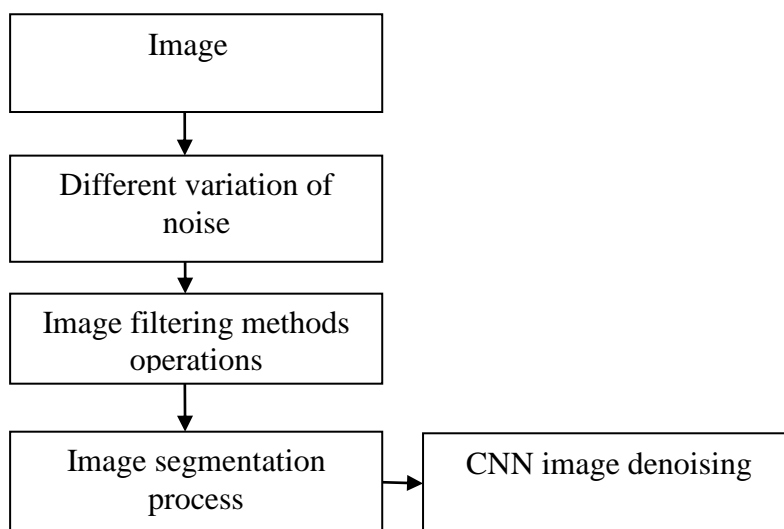 Image
Different variation of
noise
Image filtering methods
operations
Image segmentation
process
CNN image denoising